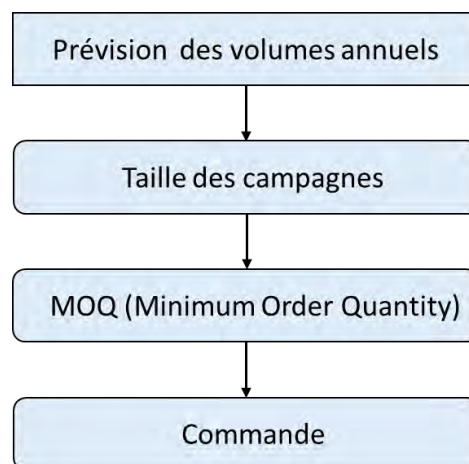 Prévision des volumes annuels
Taille des campagnes
MOQ (Minimum Order Quantity)
Commande